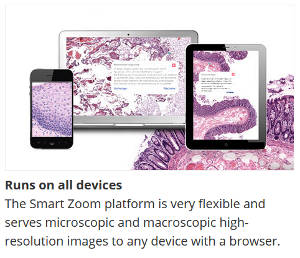 Runs on all devices
The Smart Zoom platform is very flexible and
serves microscopic and macroscopic high-
resolution images to any device with a browser.